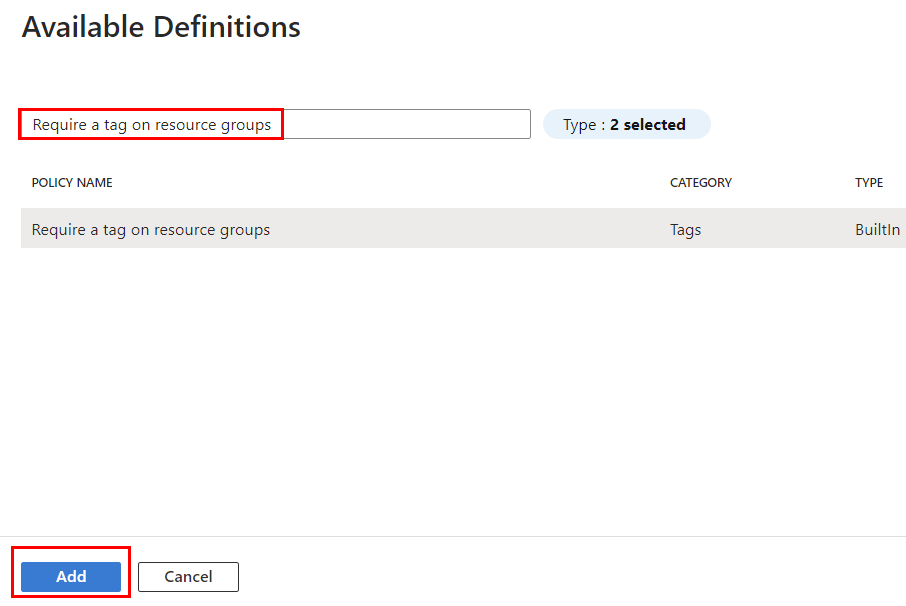 Available Definitions
Require a tag on resource groups
Type : 2 selected
POLICY NAME CATEGORY TYPE
Require a tag on resource groups Tags BuiltIn
Add Cancel